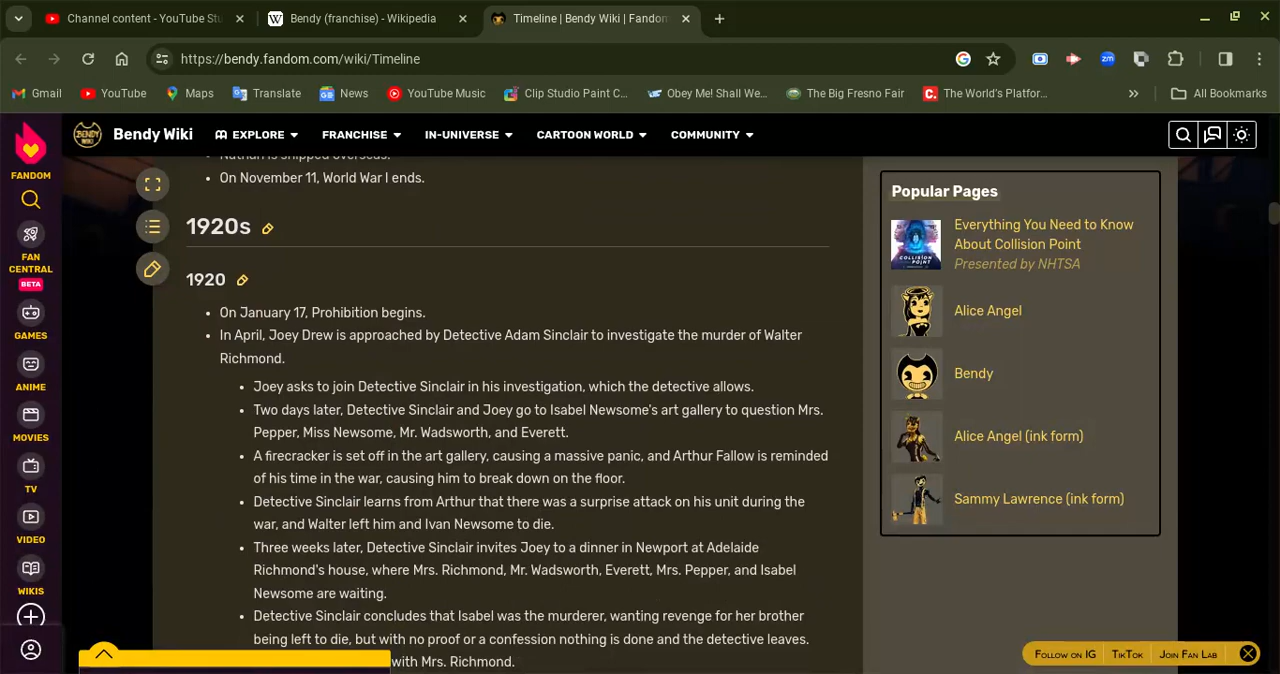 Channel content - YouTube Stu
Bendy (franchise) - Wikipedia
Timeline | Bendy Wiki | Fandom
https://bendy.fandom.com/wiki/Timeline
Gmail
YouTube
Maps
Translate
News
YouTube Music
Clip Studio Paint C...
Obey Me! Shall We...
The Big Fresno Fair
The World's Platfor...
All Bookmarks
Bendy Wiki
EXPLORE
FRANCHISE
IN-UNIVERSE
CARTOON WORLD
COMMUNITY
FANDOM
FAN CENTRAL
BETA
GAMES
ANIME
MOVIES
TV
VIDEO
WIKIS
Nathan is shipped overseas.
On November 11, World War I ends.
1920s
1920
On January 17, Prohibition begins.
In April, Joey Drew is approached by Detective Adam Sinclair to investigate the murder of Walter
Richmond.
Joey asks to join Detective Sinclair in his investigation, which the detective allows.
Two days later, Detective Sinclair and Joey go to Isabel Newsome's art gallery to question Mrs.
Pepper, Miss Newsome, Mr. Wadsworth, and Everett.
A firecracker is set off in the art gallery, causing a massive panic, and Arthur Fallow is reminded
of his time in the war, causing him to break down on the floor.
Detective Sinclair learns from Arthur that there was a surprise attack on his unit during the
war, and Walter left him and Ivan Newsome to die.
Three weeks later, Detective Sinclair invites Joey to a dinner in Newport at Adelaide
Richmond's house, where Mrs. Richmond, Mr. Wadsworth, Everett, Mrs. Pepper, and Isabel
Newsome are waiting.
Detective Sinclair concludes that Isabel was the murderer, wanting revenge for her brother
being left to die, but with no proof or a confession nothing is done and the detective leaves.
with Mrs. Richmond.
Popular Pages
Everything You Need to Know
About Collision Point
Presented by NHTSA
Alice Angel
Bendy
Alice Angel (ink form)
Sammy Lawrence (ink form)
Follow on IG
TikTok
Join Fan Lab